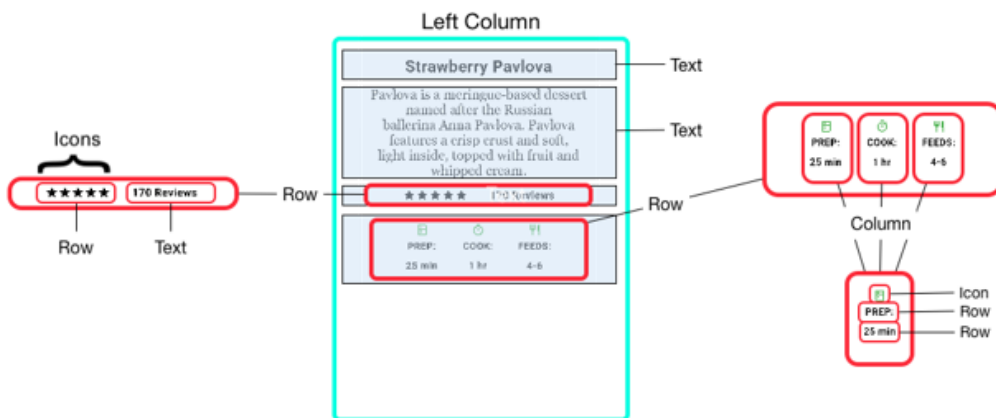 Left Column
Strawberry Pavlova
Text
Pavlova is a meringue-based dessert
named after the Russian
ballerina Anna Pavlova. Pavlova
features a crisp crust and soft,
light inside, topped with fruit and
whipped cream.
Text
Icons
★★★★★ 170 Reviews
Row
Text
Row
★★★★★ 170 Reviews
Row
PREP: COOK: FEEDS:
25 min 1 hr 4-6
PREP: COOK: FEEDS:
25 min 1 hr 4-6
Column
Icon
PREP: Row
25 min Row